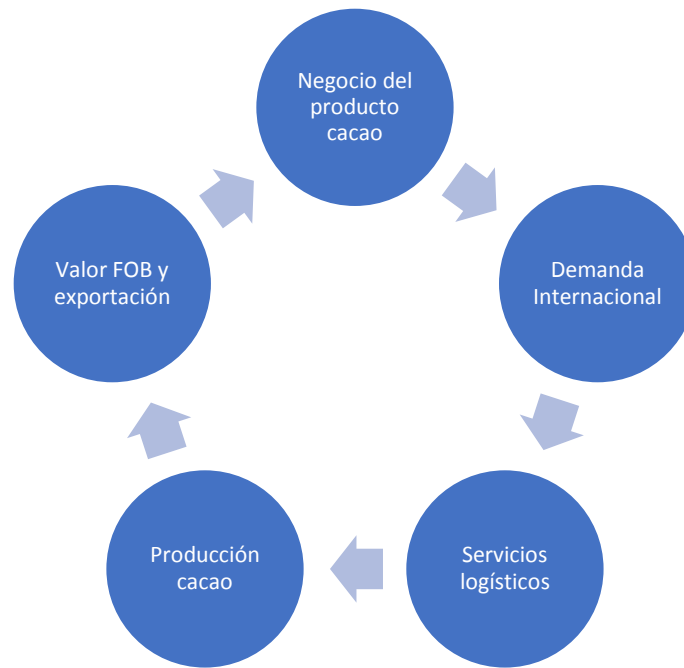 Negocio del
producto
cacao
Demanda
Internacional
Servicios
logísticos
Producción
cacao
Valor FOB y
exportación